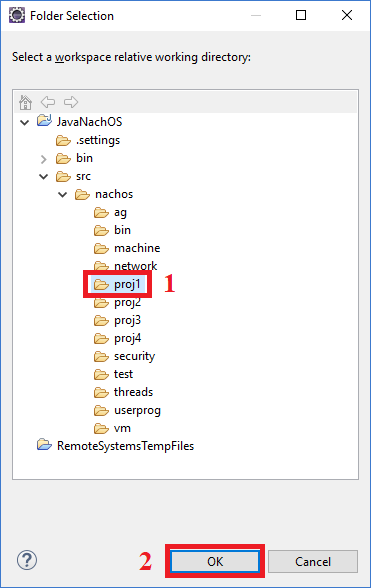 Folder Selection
Select a workspace relative working directory:
JavaNachOS
.settings
bin
src
nachos
ag
bin
machine
network
proj1 1
proj2
proj3
proj4
security
test
threads
userprog
vm
RemoteSystemsTempFiles
? 2 OK Cancel